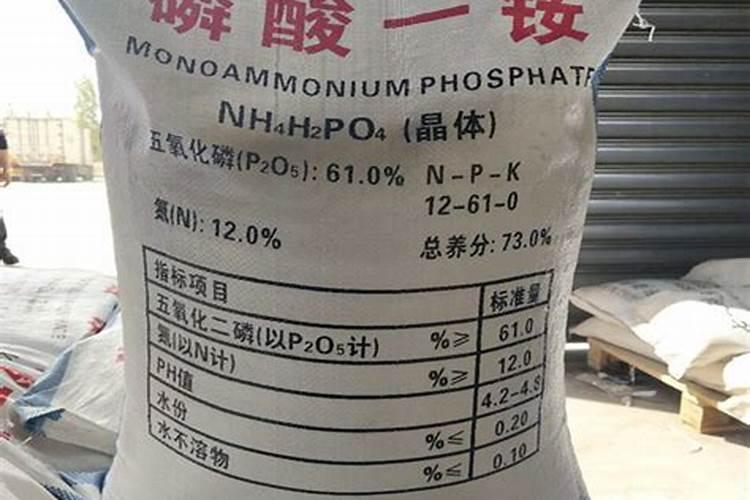 磷酸一铵
MONOAMMONIUM PHOSPHATE
NH₄H₂PO₄ (晶体)
五氧化磷(P₂O₅): 61.0% N-P-K
12-61-0
氮(N): 12.0% 总养分: 73.0%
指标项目 标准量
五氧化二磷(以P₂O₅计) %≥ 61.0
氮(以N计) %≥ 12.0
PH值 4.2-4.8
水份 %≤ 0.20
水不溶物 %≤ 0.10